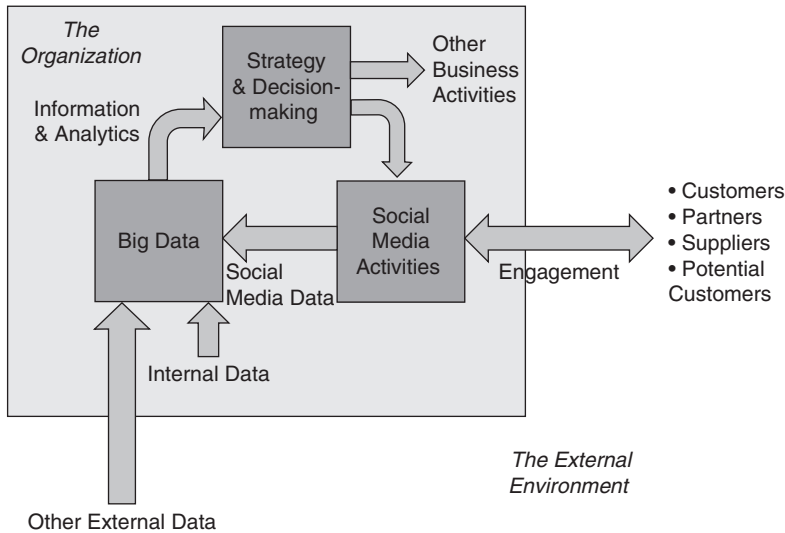 The
Organization
Strategy
& Decision-
making
Other
Business
Activities
Information
& Analytics
Big Data
Social
Media
Activities
Social
Media Data
Engagement
• Customers
• Partners
• Suppliers
• Potential
Customers
Internal Data
The External
Environment
Other External Data